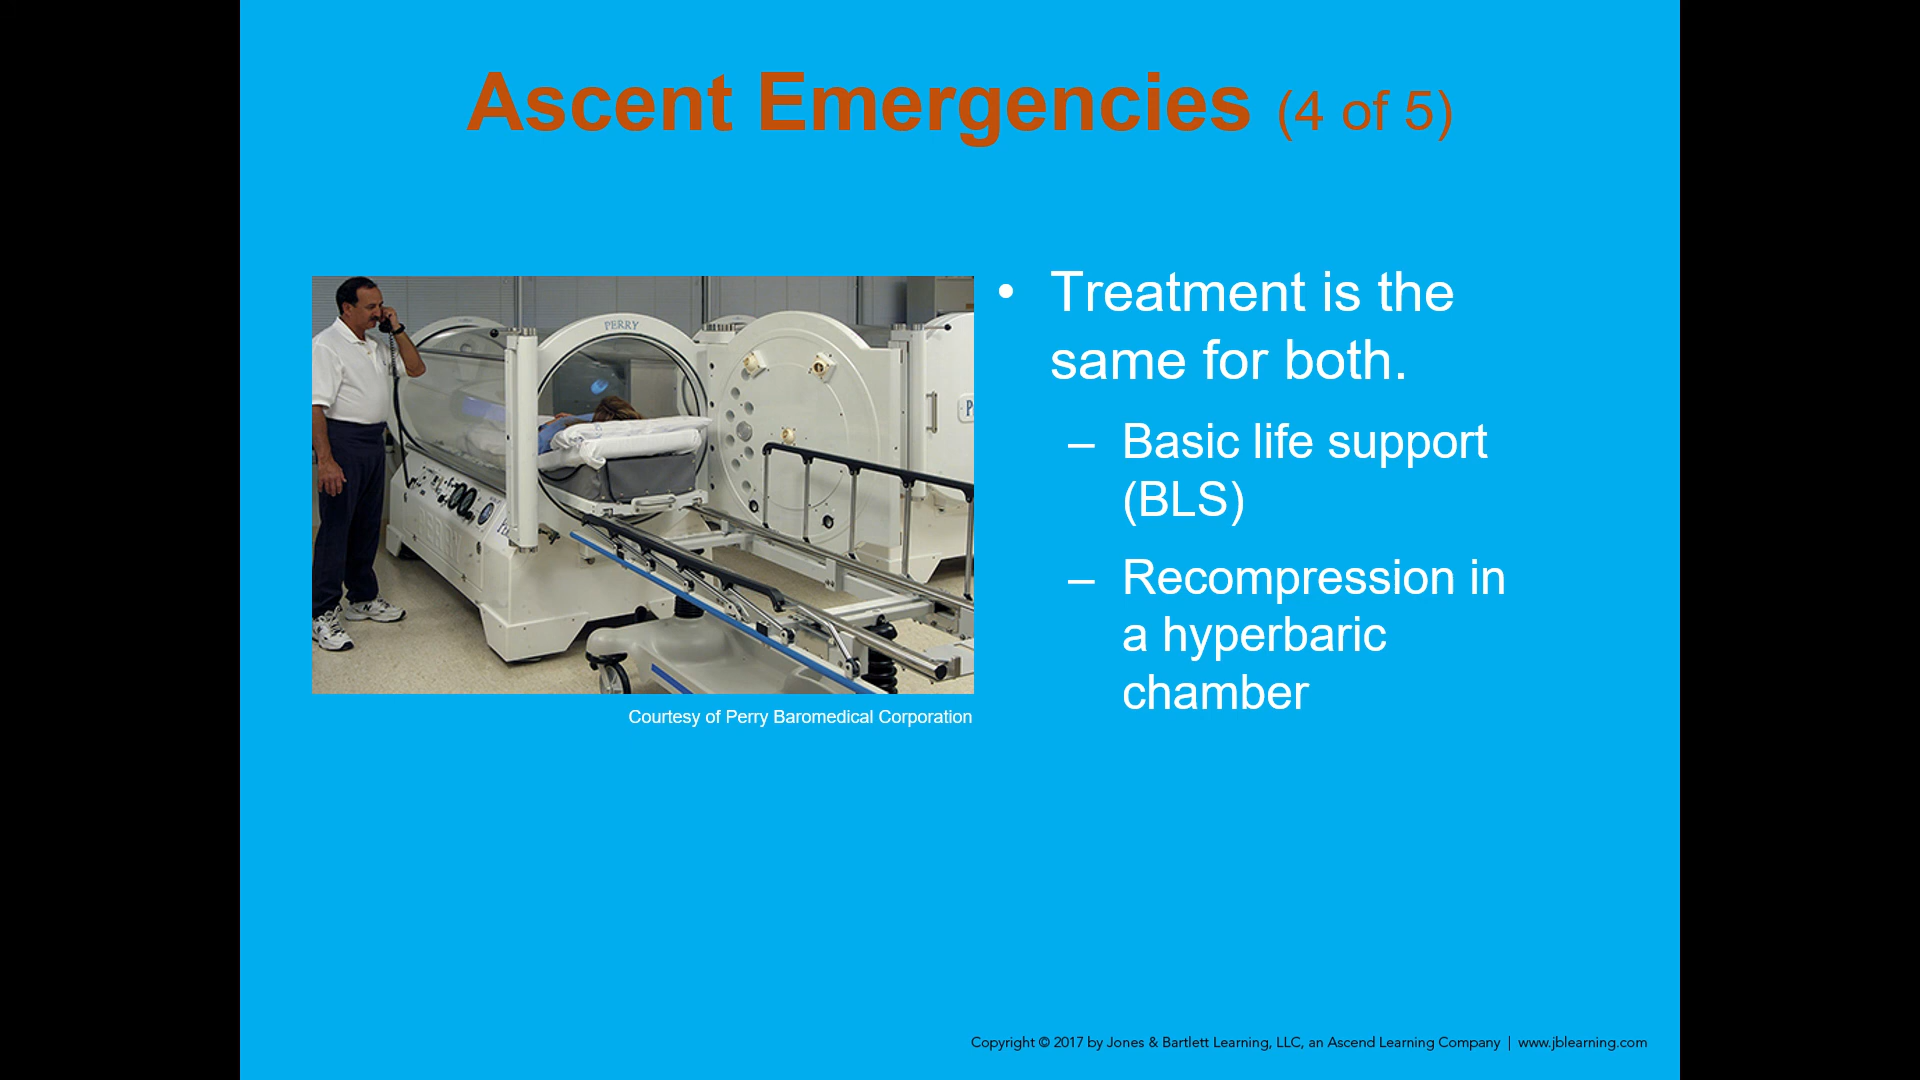 Ascent Emergencies (4 of 5)
PERRY
• Treatment is the
same for both.
– Basic life support
(BLS)
– Recompression in
a hyperbaric
chamber
Courtesy of Perry Baromedical Corporation
Copyright © 2017 by Jones & Bartlett Learning, LLC, an Ascend Learning Company | www.jblearning.com